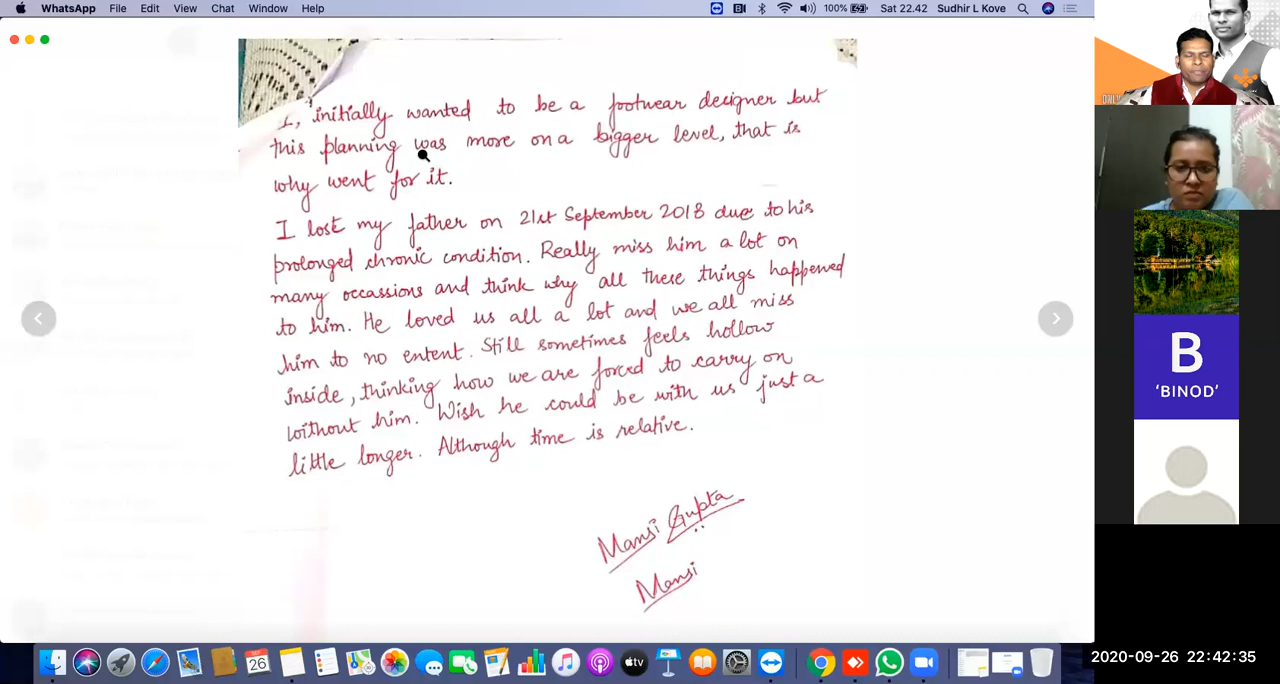 WhatsApp File Edit View Chat Window Help 100% Sat 22.42 Sudhir L Kove
I, initially wanted to be a footwear designer but
this planning was more on a bigger level, that is
why went for it.
I lost my father on 21st September 2018 due to his
prolonged chronic condition. Really miss him a lot on
many occassions and think why all these things happened
to him. He loved us all a lot and we all miss
him to no entent. Still sometimes feels hollow
inside, thinking how we are forced to carry on
without him. Wish he could be with us just a
little longer. Although time is relative.
Mansi Gupta
Mansi
B
'BINOD'
SEP
26
tv
2020-09-26 22:42:35